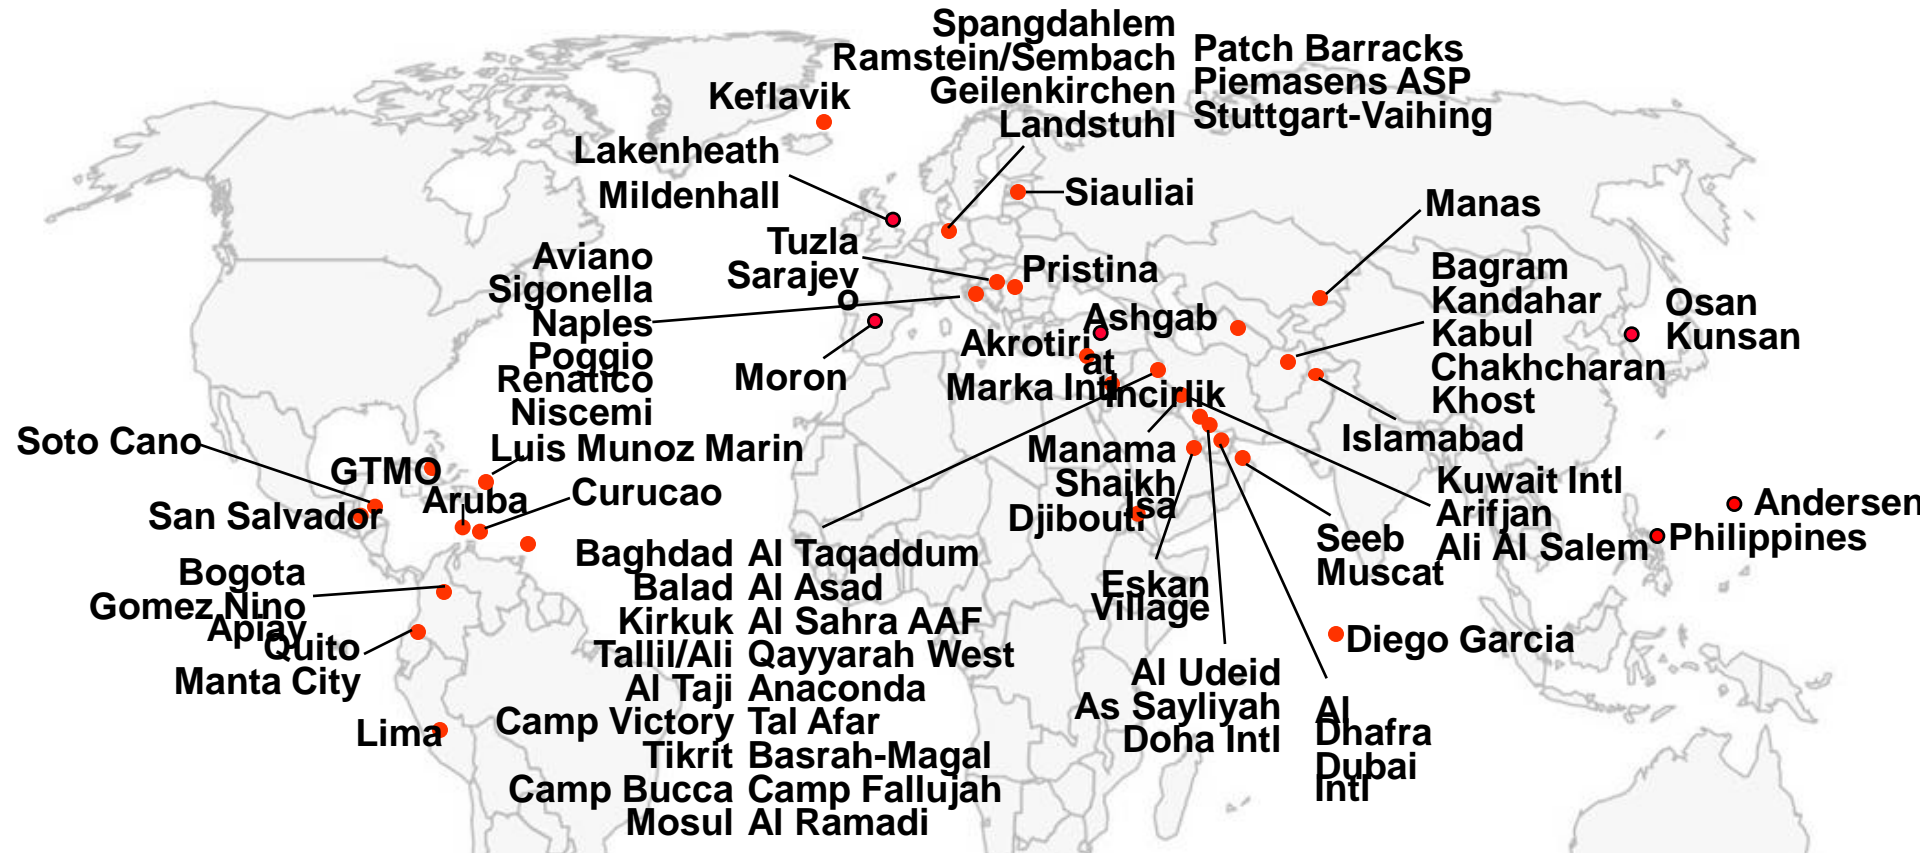 Spangdahlem
Ramstein/Sembach
Geilenkirchen
Landstuhl
Patch Barracks
Piemasens ASP
Stuttgart-Vaihing
Keflavik
Lakenheath
Mildenhall
Siauliai
Manas
Tuzla
Sarajev
o
Pristina
Aviano
Sigonella
Naples
Poggio
Renatico
Niscemi
Moron
Ashgab
at
Akrotiri
Marka Intl
Incirlik
Bagram
Kandahar
Kabul
Chakhcharan
Khost
Osan
Kunsan
Islamabad
Soto Cano
GTMO
Luis Munoz Marin
San Salvador
Aruba
Curucao
Manama
Shaikh
Isa
Djibouti
Kuwait Intl
Arifjan
Ali Al Salem
Andersen
Philippines
Seeb
Muscat
Bogota
Gomez Nino
Apiay
Quito
Manta City
Lima
Baghdad
Balad
Kirkuk
Tallil/Ali
Al Taji
Camp Victory
Tikrit
Camp Bucca
Mosul
Al Taqaddum
Al Asad
Al Sahra AAF
Qayyarah West
Anaconda
Tal Afar
Basrah-Magal
Camp Fallujah
Al Ramadi
Eskan
Village
Diego Garcia
Al Udeid
As Sayliyah
Doha Intl
Al
Dhafra
Dubai
Intl